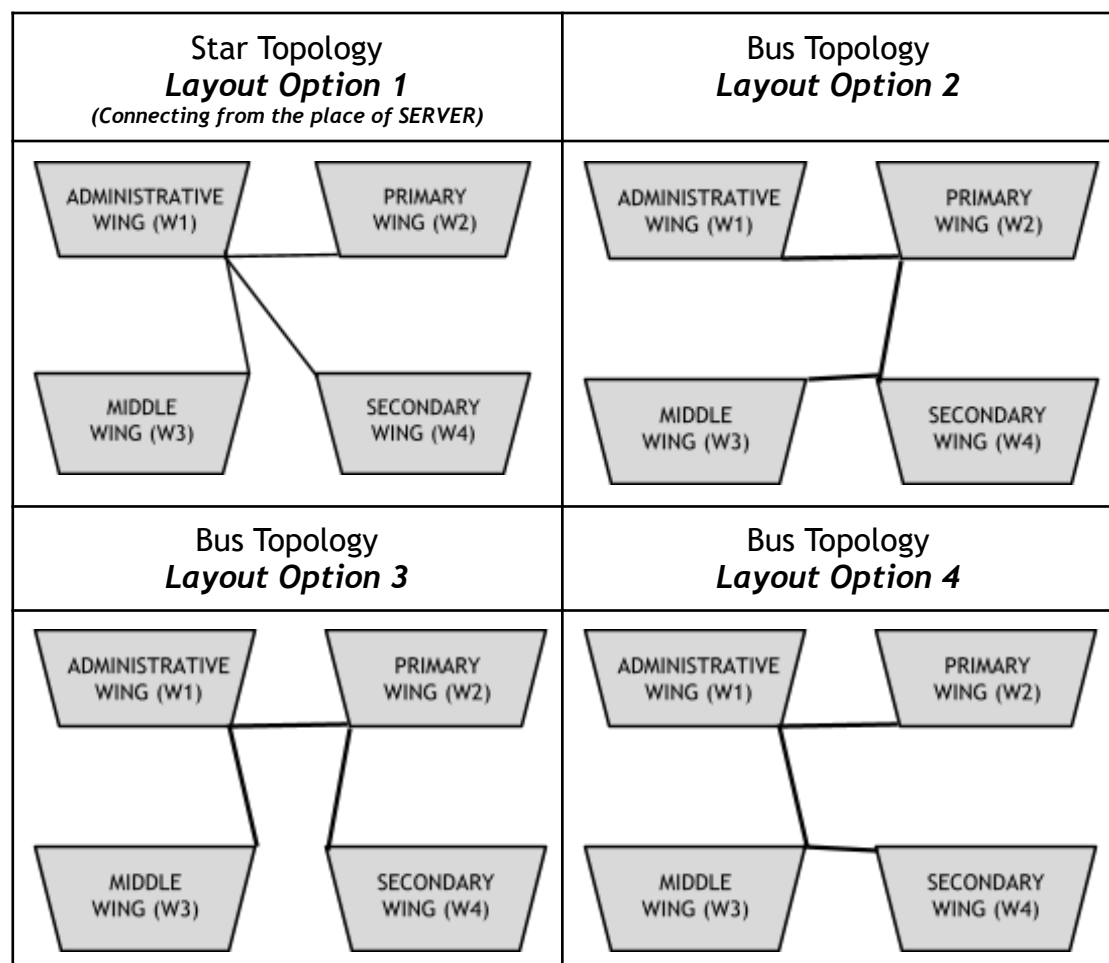 Star Topology
Layout Option 1
(Connecting from the place of SERVER)
Bus Topology
Layout Option 2
ADMINISTRATIVE
WING (W1)
PRIMARY
WING (W2)
MIDDLE
WING (W3)
SECONDARY
WING (W4)
ADMINISTRATIVE
WING (W1)
PRIMARY
WING (W2)
MIDDLE
WING (W3)
SECONDARY
WING (W4)
Bus Topology
Layout Option 3
Bus Topology
Layout Option 4
ADMINISTRATIVE
WING (W1)
PRIMARY
WING (W2)
MIDDLE
WING (W3)
SECONDARY
WING (W4)
ADMINISTRATIVE
WING (W1)
PRIMARY
WING (W2)
MIDDLE
WING (W3)
SECONDARY
WING (W4)